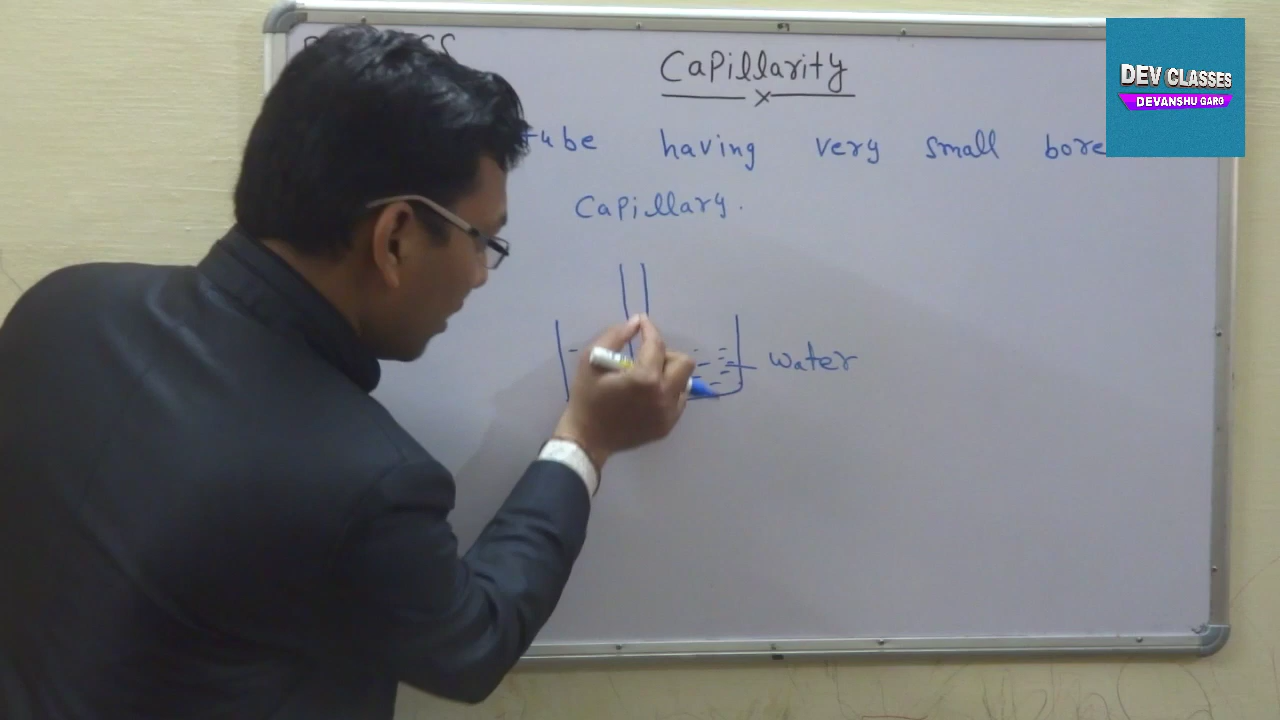 Capillarity
DEV CLASSES
DEVANSHU GARG
tube having very small bore
Capillary.
water